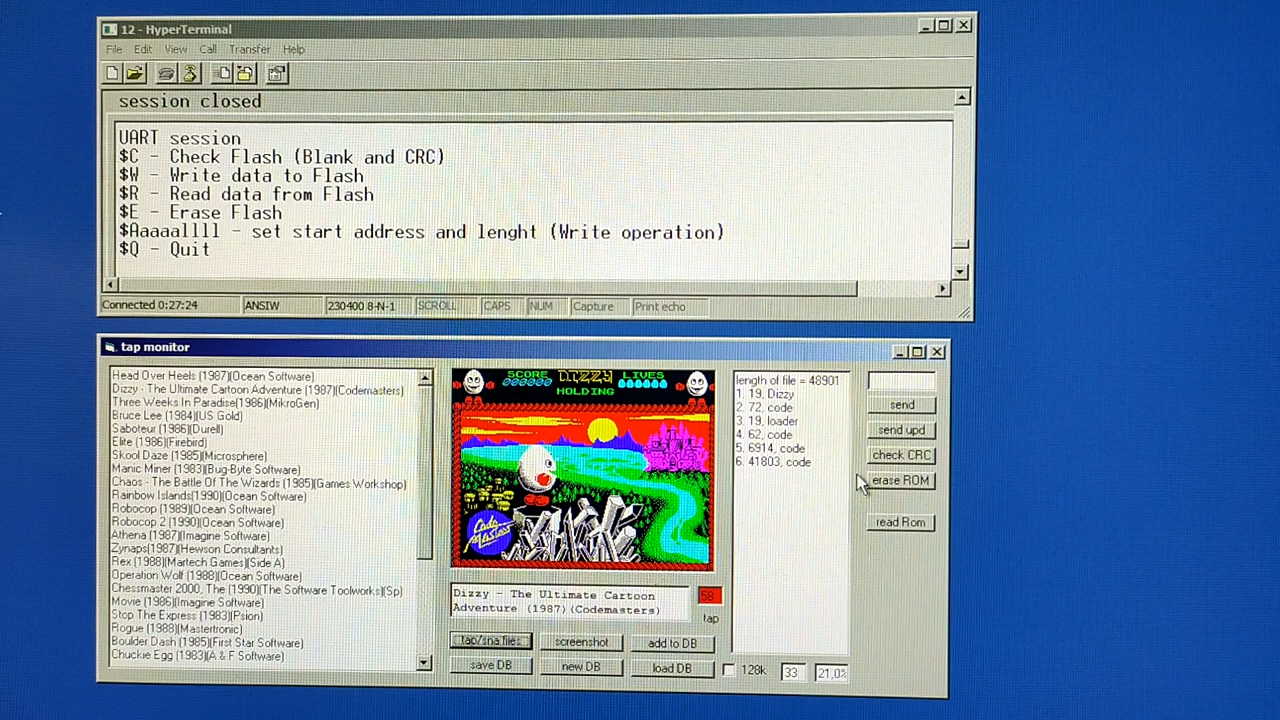 12 - HyperTerminal
File Edit View Call Transfer Help
session closed
UART session
$C - Check Flash (Blank and CRC)
$W - Write data to Flash
$R - Read data from Flash
$E - Erase Flash
$Aaaaallll - set start address and lenght (Write operation)
$Q - Quit
Connected 0:27:24 ANSIW 230400 8-N-1 SCROLL CAPS NUM Capture Print echo
tap monitor
Head Over Heels (1987)(Ocean Software)
Dizzy - The Ultimate Cartoon Adventure (1987)(Codemasters)
Three Weeks In Paradise(1986)(MikroGen)
Bruce Lee (1984)(US Gold)
Saboteur (1986)(Durell)
Elite (1986)(Firebird)
Skool Daze (1985)(Microsphere)
Manic Miner (1983)(Bug-Byte Software)
Chaos - The Battle Of The Wizards (1985)(Games Workshop)
Rainbow Islands(1990)(Ocean Software)
Robocop (1989)(Ocean Software)
Robocop 2 (1990)(Ocean Software)
Athena (1987)(Imagine Software)
Zynaps(1987)(Hewson Consultants)
Rex (1988)(Martech Games)(Side A)
Operation Wolf (1988)(Ocean Software)
Chessmaster 2000, The (1990)(The Software Toolworks)(Sp)
Movie (1986)(Imagine Software)
Stop The Express (1983)(Psion)
Rogue (1988)(Mastertronic)
Boulder Dash (1985)(First Star Software)
Chuckie Egg (1983)(A & F Software)
SCORE DIZZY LIVES
000000 000000
HOLDING
Code Masters
Dizzy - The Ultimate Cartoon
Adventure (1987)(Codemasters)
58
tap
tap/sna files screenshot add to DB
save DB new DB load DB 128k 33 21,0%
length of file = 48901
1. 19, Dizzy
2. 72, code
3. 19, loader
4. 62, code
5. 6914, code
6. 41803, code
send
send upd
check CRC
erase ROM
read Rom